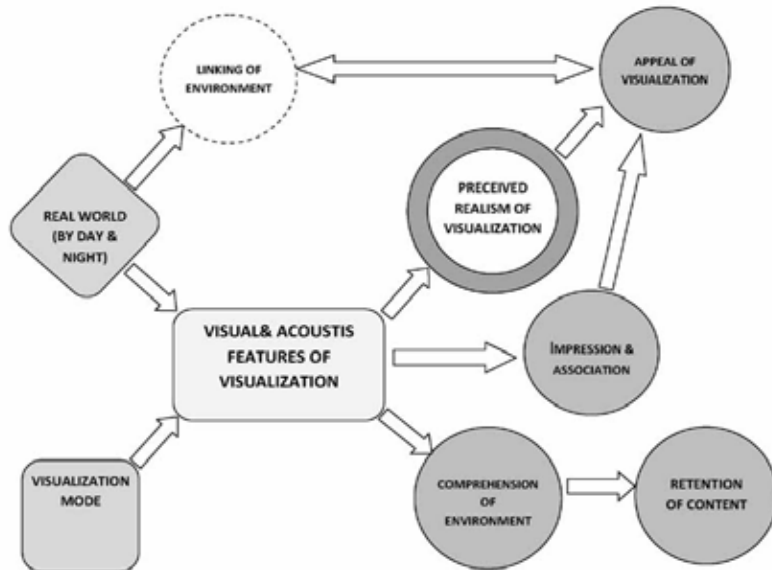 LINKING OF
ENVIRONMENT
APPEAL OF
VISUALIZATION
PRECEIVED
REALISM OF
VISUALIZATION
REAL WORLD
(BY DAY &
NIGHT)
VISUAL& ACOUSTIS
FEATURES OF
VISUALIZATION
İMPRESSION &
ASSOCIATION
VISUALIZATION
MODE
COMPREHENSION
OF
ENVIRONMENT
RETENTION
OF CONTENT